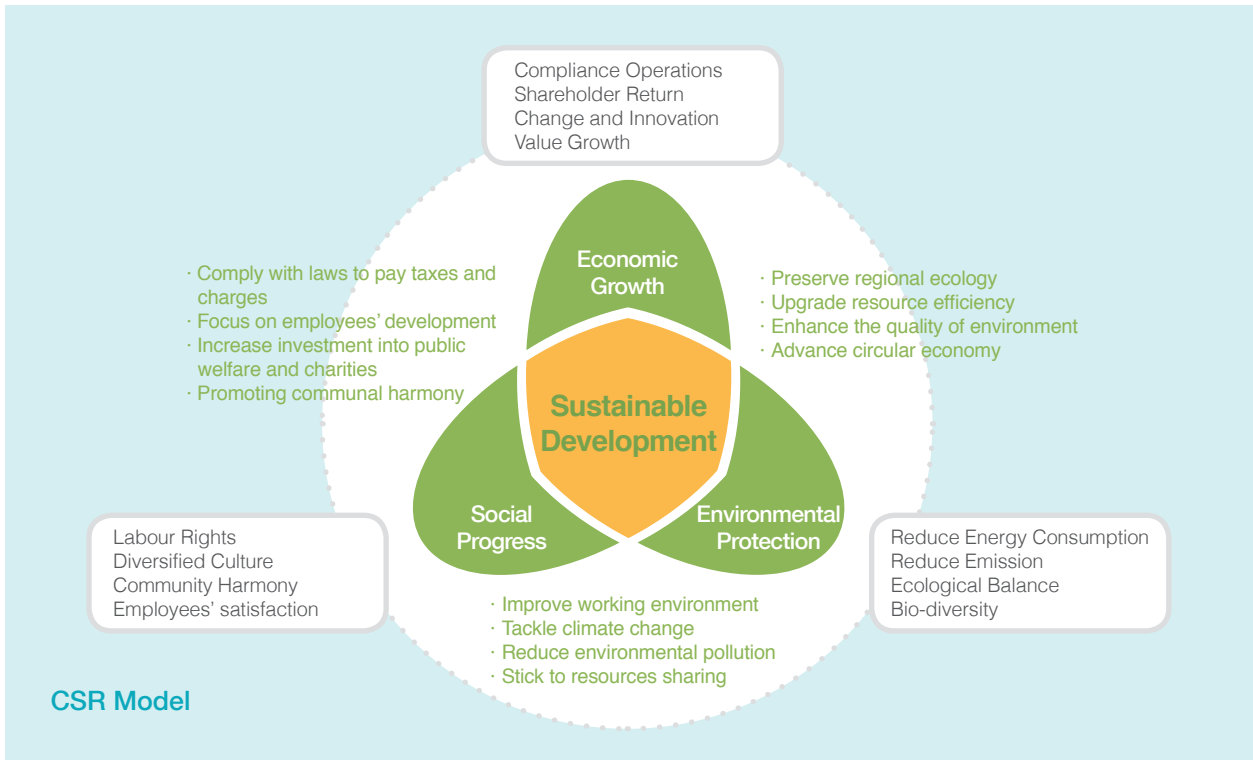 Compliance Operations
Shareholder Return
Change and Innovation
Value Growth
Economic
Growth
· Comply with laws to pay taxes and
charges
· Focus on employees’ development
· Increase investment into public
welfare and charities
· Promoting communal harmony
· Preserve regional ecology
· Upgrade resource efficiency
· Enhance the quality of environment
· Advance circular economy
Sustainable
Development
Social
Progress
Environmental
Protection
Labour Rights
Diversified Culture
Community Harmony
Employees’ satisfaction
Reduce Energy Consumption
Reduce Emission
Ecological Balance
Bio-diversity
· Improve working environment
· Tackle climate change
· Reduce environmental pollution
· Stick to resources sharing
CSR Model